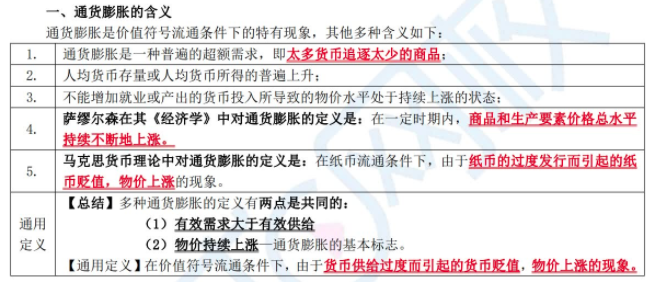 一、通货膨胀的含义
通货膨胀是价值符号流通条件下的特有现象，其他多种含义如下：
1. 通货膨胀是一种普遍的超额需求，即太多货币追逐太少的商品；
2. 人均货币存量或人均货币所得的普遍上升；
3. 不能增加就业或产出的货币投入所导致的物价水平处于持续上涨的状态；
4. 萨缪尔森在其《经济学》中对通货膨胀的定义是：在一定时期内，商品和生产要素价格总水平
持续不断地上涨。
5. 马克思货币理论中对通货膨胀的定义是：在纸币流通条件下，由于纸币的过度发行而引起的纸
币贬值，物价上涨的现象。
通用
定义
【总结】多种通货膨胀的定义有两点是共同的：
（1）有效需求大于有效供给
（2）物价持续上涨—通货膨胀的基本标志。
【通用定义】在价值符号流通条件下，由于货币供给过度而引起的货币贬值，物价上涨的现象。